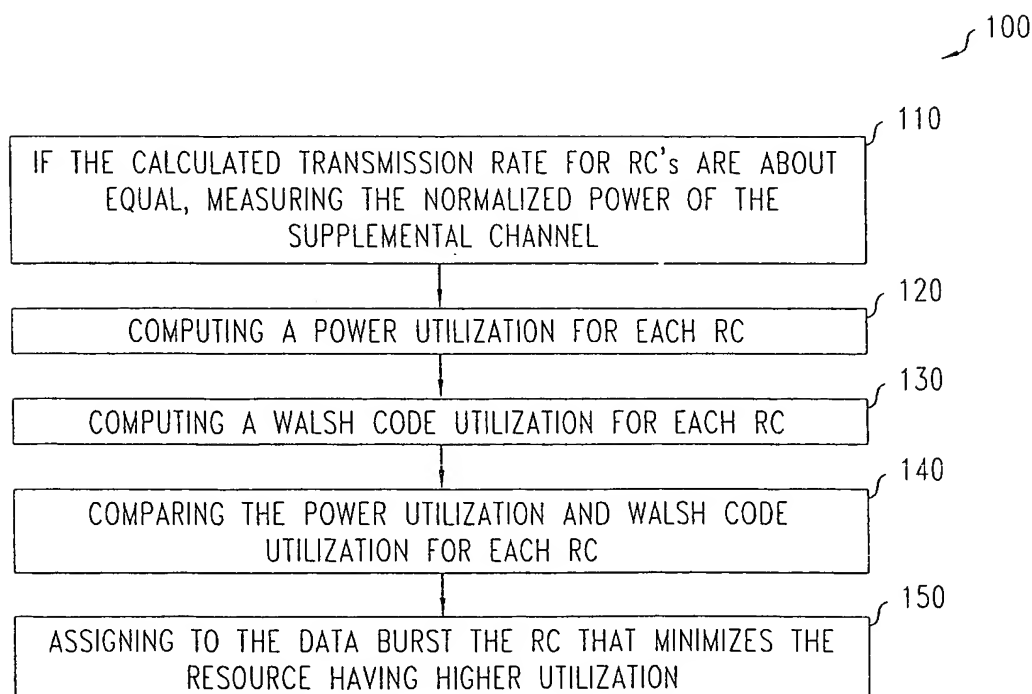 100
110
IF THE CALCULATED TRANSMISSION RATE FOR RC's ARE ABOUT
EQUAL, MEASURING THE NORMALIZED POWER OF THE
SUPPLEMENTAL CHANNEL
120
COMPUTING A POWER UTILIZATION FOR EACH RC
130
COMPUTING A WALSH CODE UTILIZATION FOR EACH RC
140
COMPARING THE POWER UTILIZATION AND WALSH CODE
UTILIZATION FOR EACH RC
150
ASSIGNING TO THE DATA BURST THE RC THAT MINIMIZES THE
RESOURCE HAVING HIGHER UTILIZATION